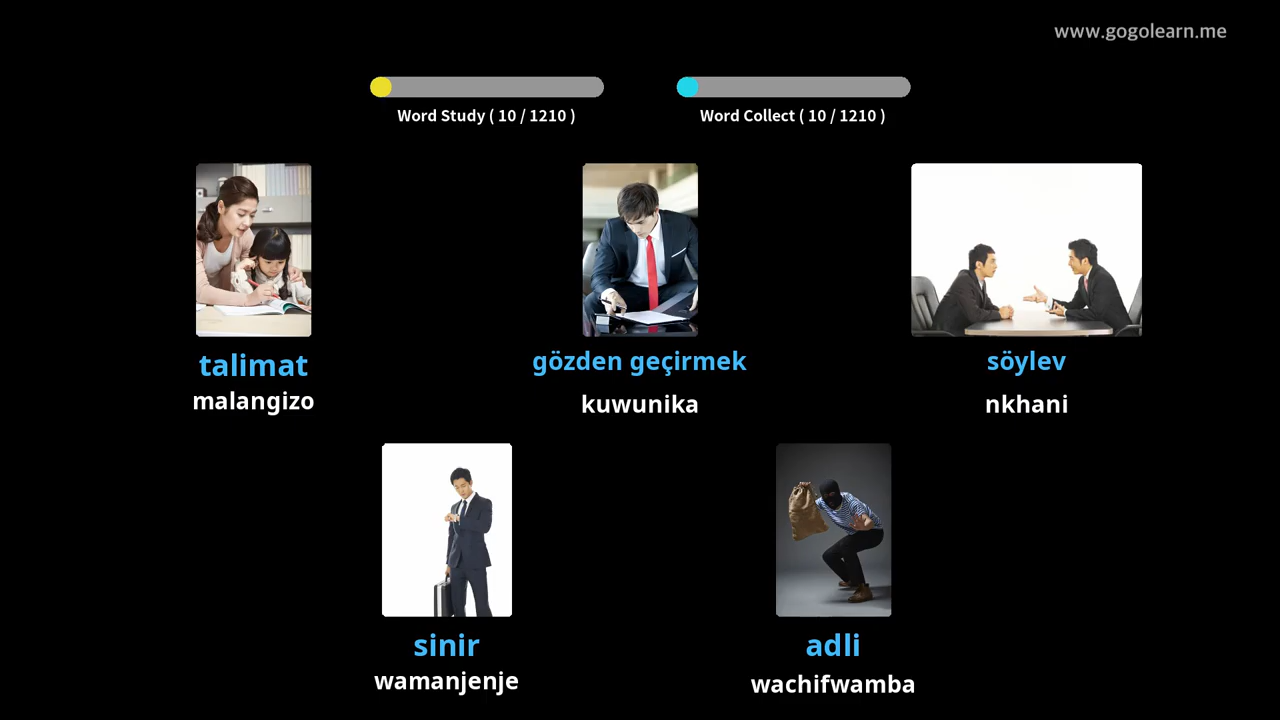 www.gogolearn.me
Word Study ( 10 / 1210 )
Word Collect ( 10 / 1210 )
talimat
malangizo
gözden geçirmek
kuwunika
söylev
nkhani
sinir
wamanjenje
adli
wachifwamba